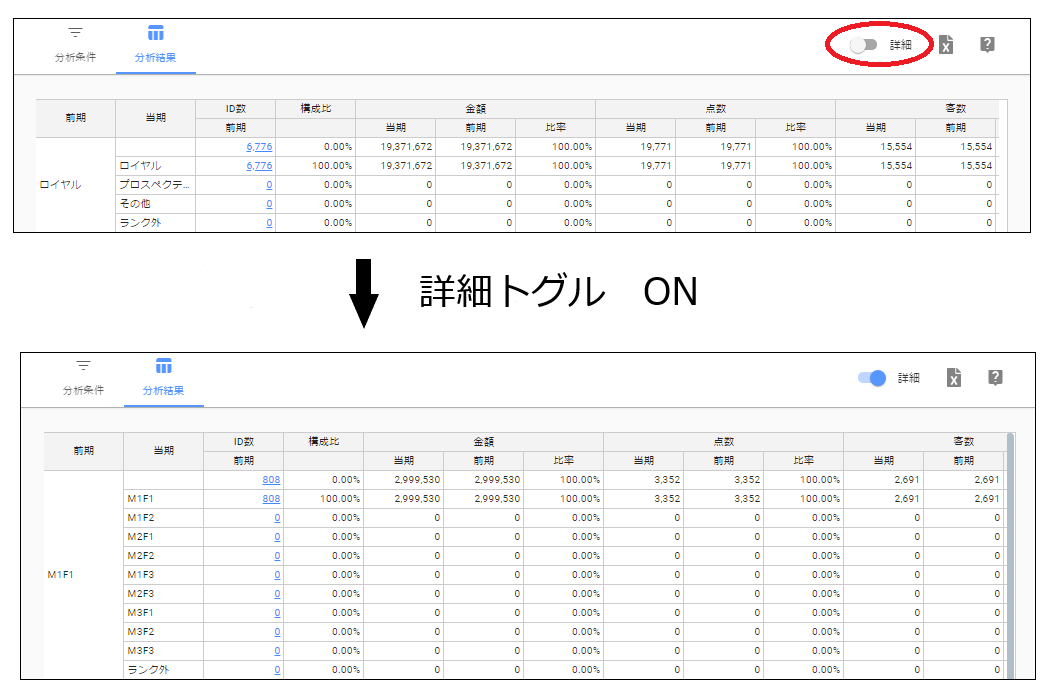 分析条件 分析結果 詳細
前期 当期 ID数 構成比 金額 点数 客数
前期 当期 前期 比率 当期 前期 比率 当期 前期
6,776 0.00% 19,371,672 19,371,672 100.00% 19,771 19,771 100.00% 15,554 15,554
ロイヤル 6,776 100.00% 19,371,672 19,371,672 100.00% 19,771 19,771 100.00% 15,554 15,554
ロイヤル プロスペクテ... 0 0.00% 0 0 0.00% 0 0 0.00% 0 0
その他 0 0.00% 0 0 0.00% 0 0 0.00% 0 0
ランク外 0 0.00% 0 0 0.00% 0 0 0.00% 0 0
詳細トグル ON
分析条件 分析結果 詳細
前期 当期 ID数 構成比 金額 点数 客数
前期 当期 前期 比率 当期 前期 比率 当期 前期
808 0.00% 2,999,530 2,999,530 100.00% 3,352 3,352 100.00% 2,691 2,691
M1F1 808 100.00% 2,999,530 2,999,530 100.00% 3,352 3,352 100.00% 2,691 2,691
M1F2 0 0.00% 0 0 0.00% 0 0 0.00% 0 0
M2F1 0 0.00% 0 0 0.00% 0 0 0.00% 0 0
M2F2 0 0.00% 0 0 0.00% 0 0 0.00% 0 0
M1F1 M1F3 0 0.00% 0 0 0.00% 0 0 0.00% 0 0
M2F3 0 0.00% 0 0 0.00% 0 0 0.00% 0 0
M3F1 0 0.00% 0 0 0.00% 0 0 0.00% 0 0
M3F2 0 0.00% 0 0 0.00% 0 0 0.00% 0 0
M3F3 0 0.00% 0 0 0.00% 0 0 0.00% 0 0
ランク外 0 0.00% 0 0 0.00% 0 0 0.00% 0 0